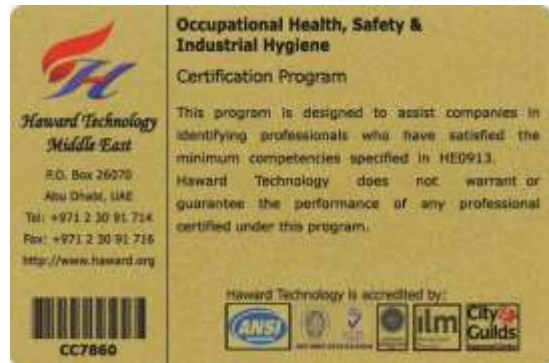 Haward Technology
Middle East
P.O. Box 26070
Abu Dhabi, UAE
Tel: +971 2 30 91 714
Fax: +971 2 30 91 716
http://www.haward.org
CC7860
Occupational Health, Safety &
Industrial Hygiene
Certification Program
This program is designed to assist companies in
identifying professionals who have satisfied the
minimum competencies specified in HE0913.
Haward Technology does not warrant or
guarantee the performance of any professional
certified under this program.
Haward Technology is accredited by:
ANSI
ilm
City &
Guilds